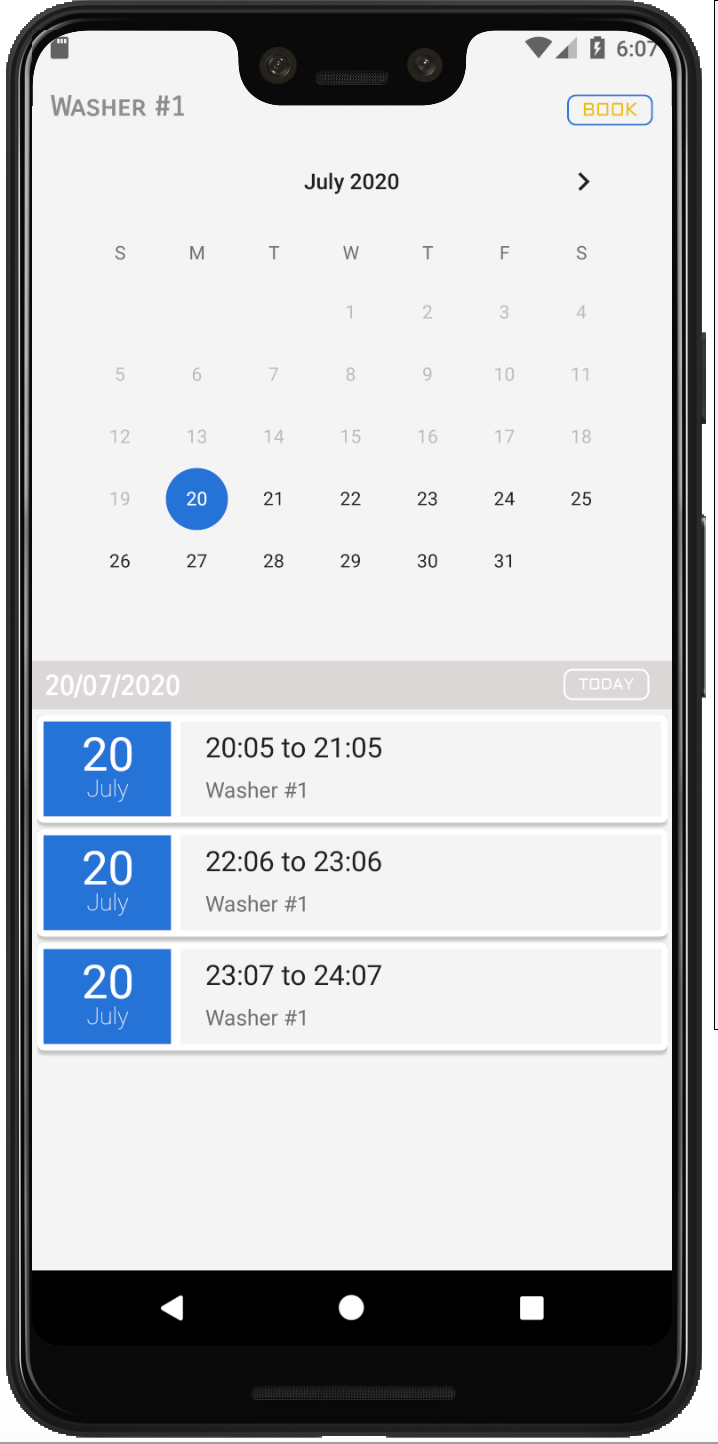 6:07
WASHER #1
BOOK
July 2020
S M T W T F S
1 2 3 4
5 6 7 8 9 10 11
12 13 14 15 16 17 18
19 20 21 22 23 24 25
26 27 28 29 30 31
20/07/2020
TODAY
20
July
20:05 to 21:05
Washer #1
20
July
22:06 to 23:06
Washer #1
20
July
23:07 to 24:07
Washer #1